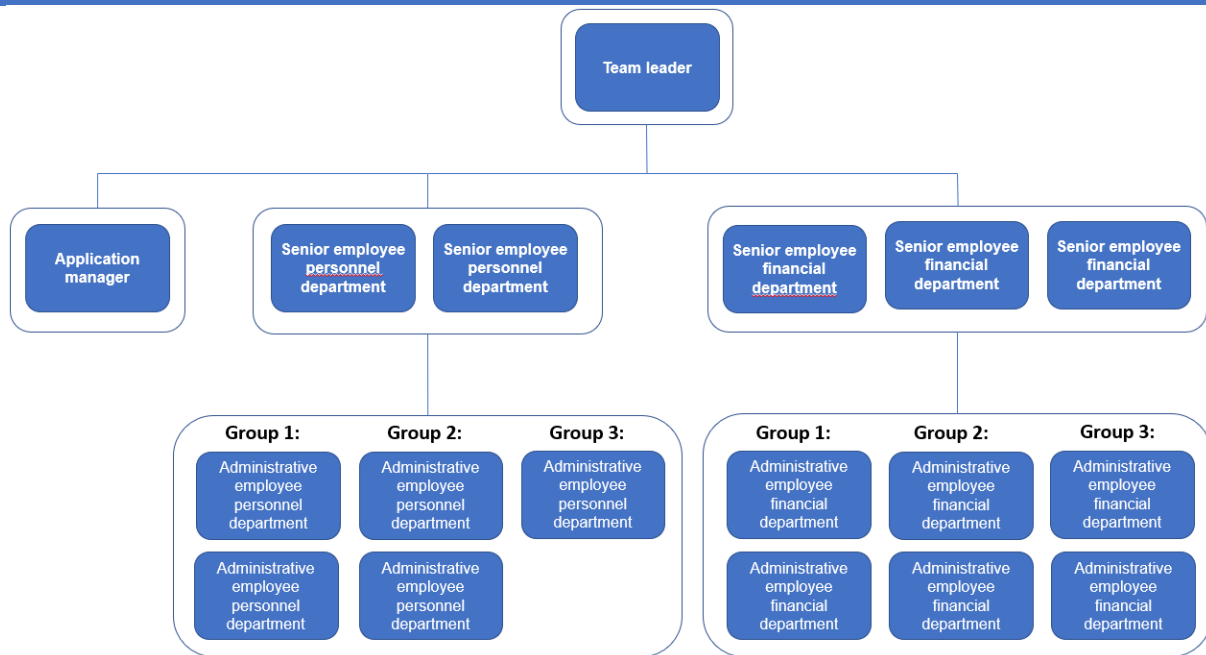 Team leader
Application
manager
Senior employee
personnel
department
Senior employee
personnel
department
Senior employee
financial
department
Senior employee
financial
department
Senior employee
financial
department
Group 1:
Group 2:
Group 3:
Administrative
employee
personnel
department
Administrative
employee
personnel
department
Administrative
employee
personnel
department
Administrative
employee
personnel
department
Administrative
employee
personnel
department
Group 1:
Group 2:
Group 3:
Administrative
employee
financial
department
Administrative
employee
financial
department
Administrative
employee
financial
department
Administrative
employee
financial
department
Administrative
employee
financial
department
Administrative
employee
financial
department